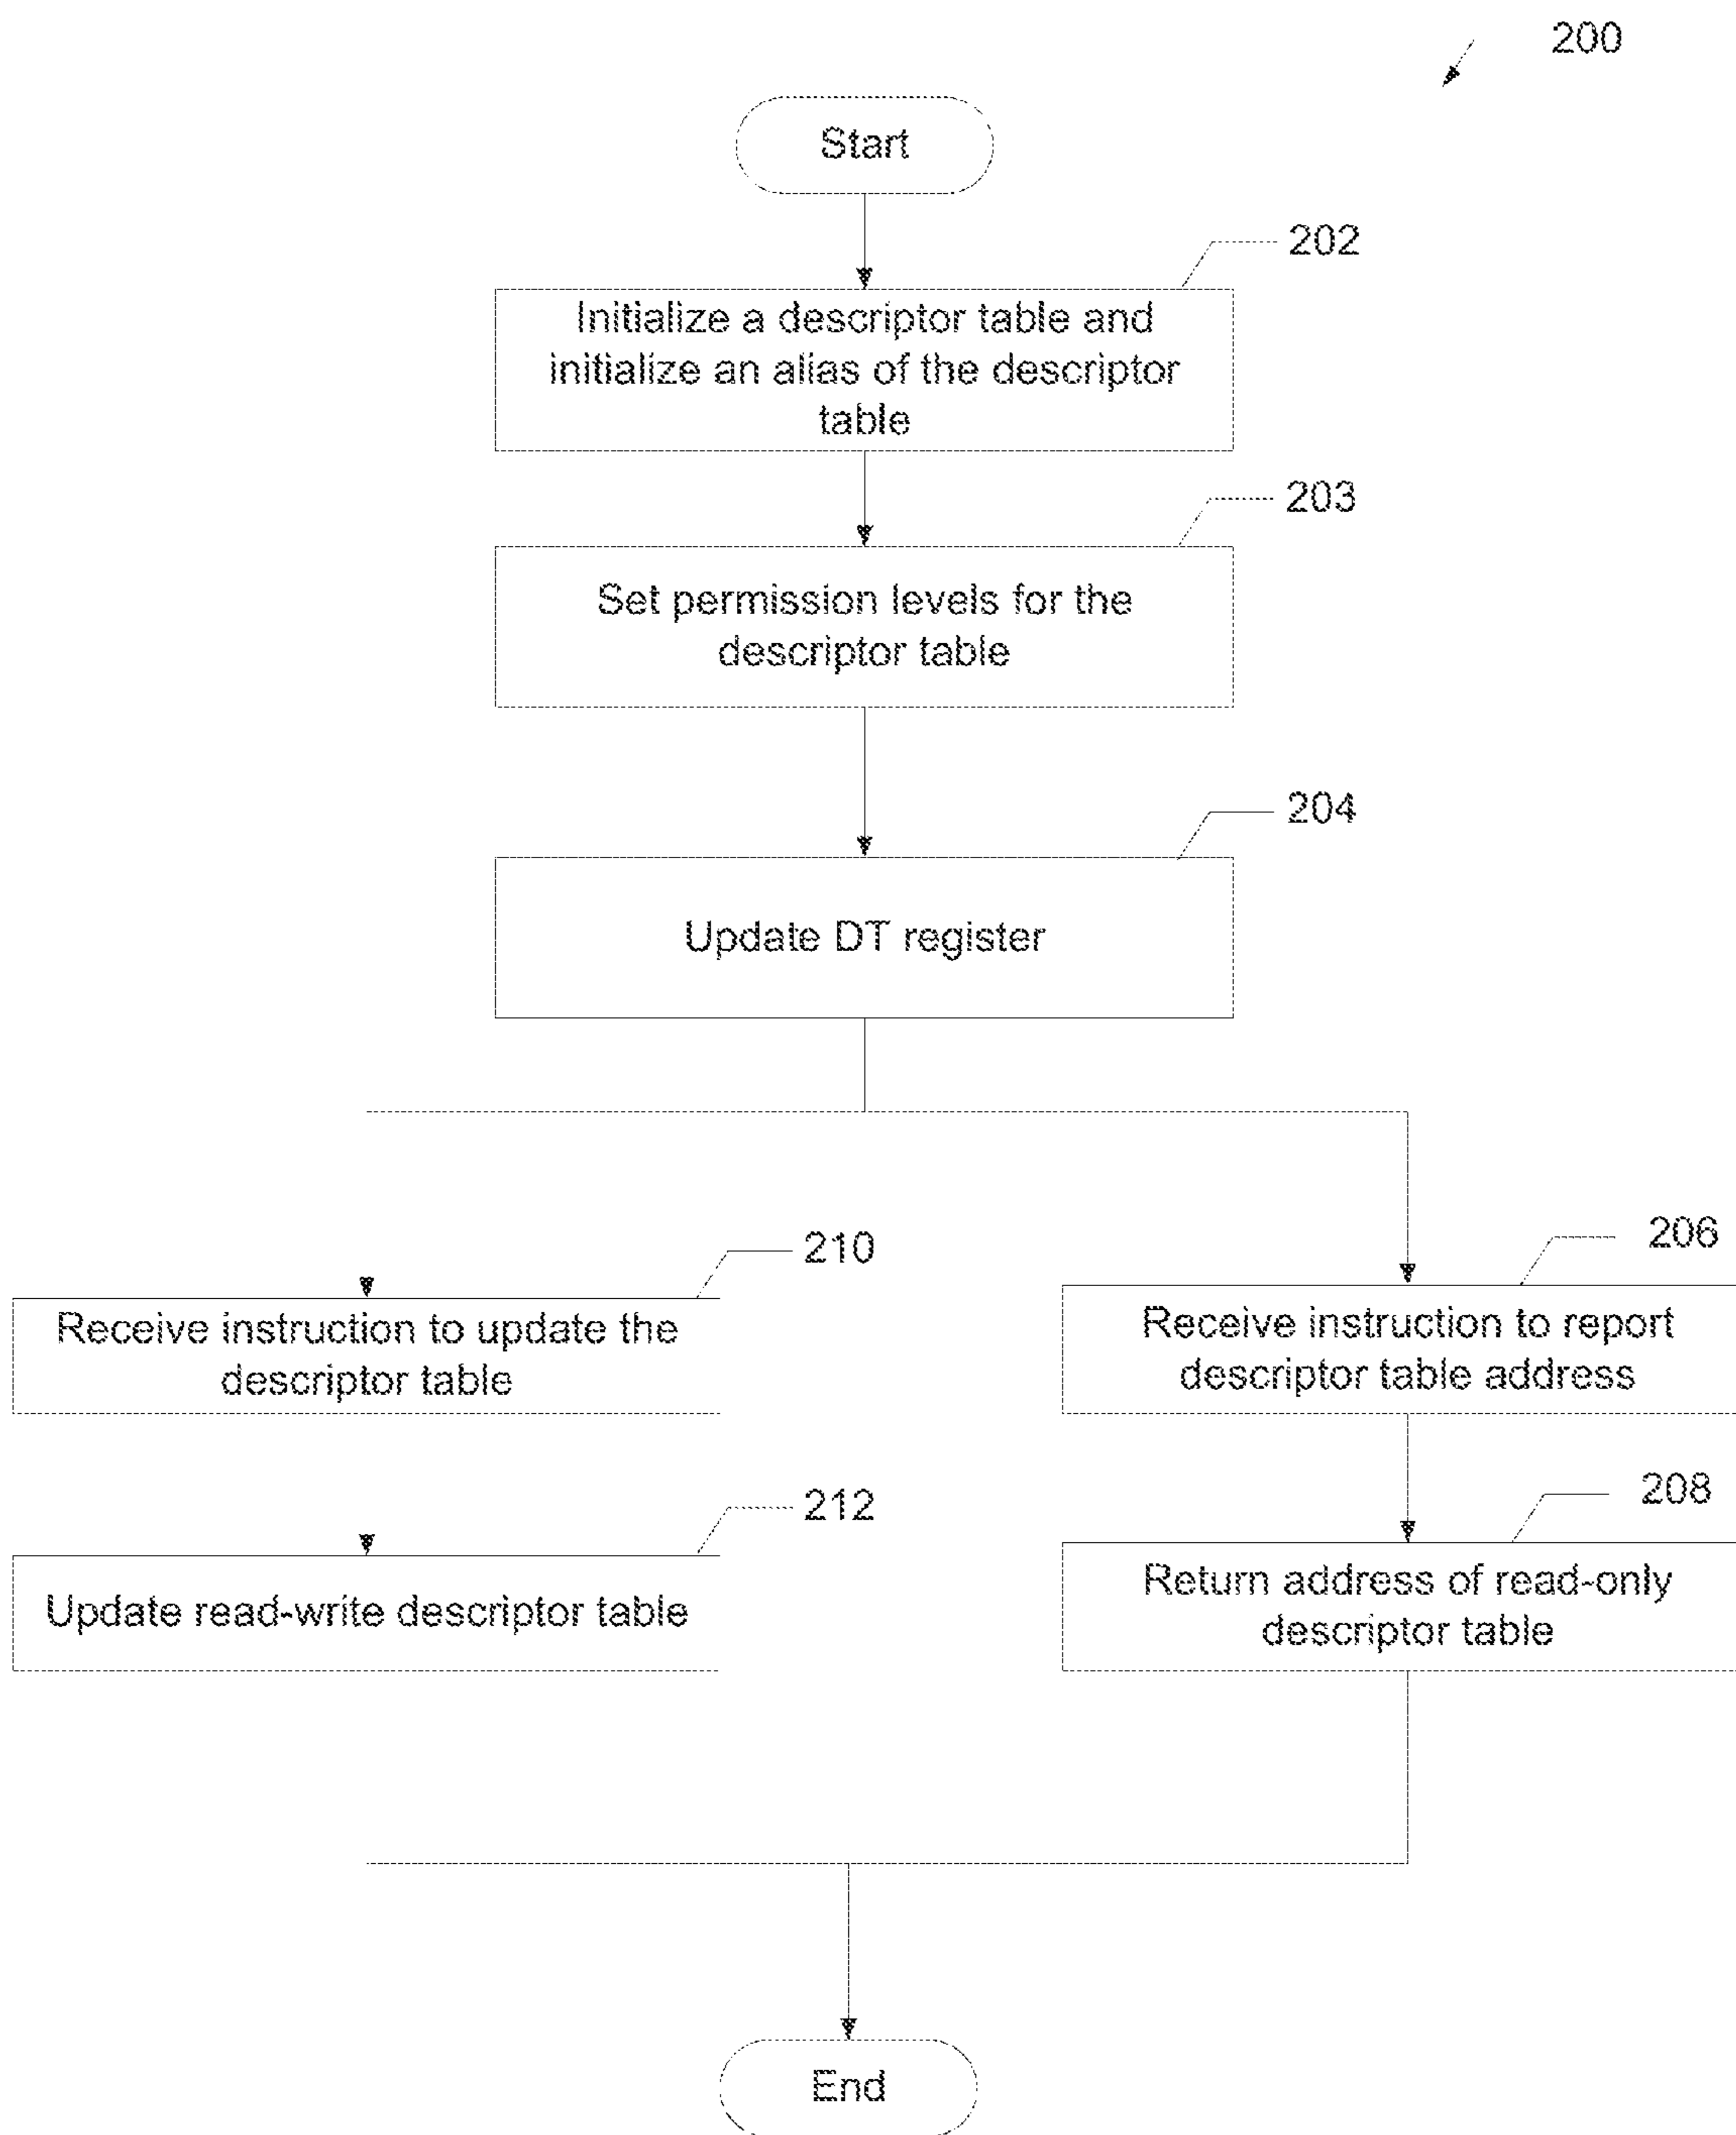 200
Start
202
Initialize a descriptor table and
initialize an alias of the descriptor
table
203
Set permission levels for the
descriptor table
204
Update DT register
210
Receive instruction to update the
descriptor table
206
Receive instruction to report
descriptor table address
212
Update read-write descriptor table
208
Return address of read-only
descriptor table
End